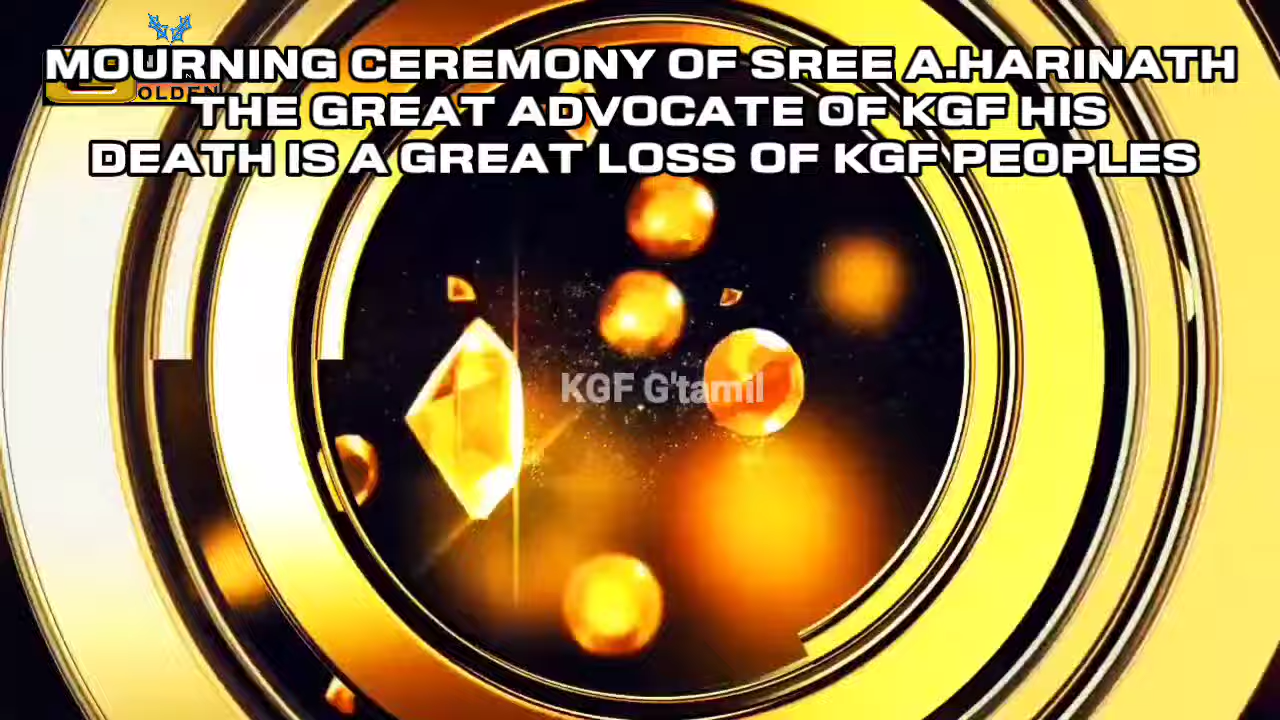 MOURNING CEREMONY OF SREE A.HARINATH
OLDEN
THE GREAT ADVOCATE OF KGF HIS
DEATH IS A GREAT LOSS OF KGF PEOPLES
KGF G'tamil